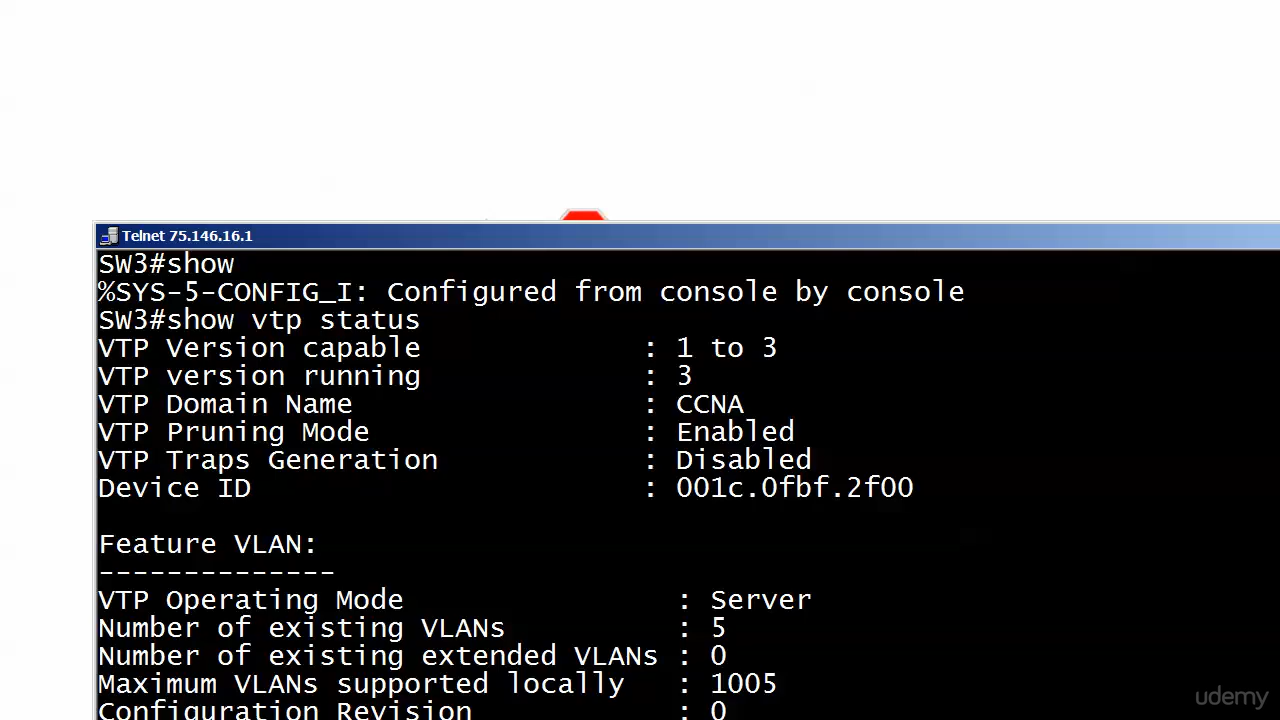 Telnet 75.146.16.1
SW3#show
%SYS-5-CONFIG_I: Configured from console by console
SW3#show vtp status
VTP Version capable : 1 to 3
VTP version running : 3
VTP Domain Name : CCNA
VTP Pruning Mode : Enabled
VTP Traps Generation : Disabled
Device ID : 001c.0fbf.2f00
Feature VLAN:
--------------
VTP Operating Mode : Server
Number of existing VLANs : 5
Number of existing extended VLANs : 0
Maximum VLANs supported locally : 1005
Configuration Revision : 0
udemy